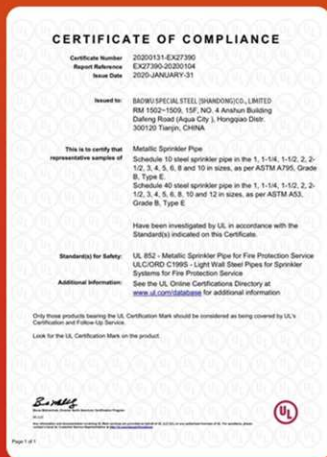 CERTIFICATE OF COMPLIANCE
Certificate Number 20200131-EX27390
Report Reference EX27390-20200104
Issue Date 2020-JANUARY-31
Issued to: BAOWU SPECIAL STEEL (SHANDONG)CO., LIMITED
RM 1502~1509, 15F, NO. 4 Anshun Building
Dafeng Road (Aqua City ), Hongqiao Distr.
300120 Tianjin, CHINA
This is to certify that Metallic Sprinkler Pipe
representative samples of Schedule 10 steel sprinkler pipe in the 1, 1-1/4, 1-1/2, 2, 2-
1/2, 3, 4, 5, 6, 8 and 10 in sizes, as per ASTM A795, Grade
B, Type E.
Schedule 40 steel sprinkler pipe in the 1, 1-1/4, 1-1/2, 2, 2-
1/2, 3, 4, 5, 6, 8, 10 and 12 in sizes, as per ASTM A53,
Grade B, Type E
Have been investigated by UL in accordance with the
Standard(s) indicated on this Certificate.
Standard(s) for Safety: UL 852 - Metallic Sprinkler Pipe for Fire Protection Service
ULC/ORD C199S - Light Wall Steel Pipes for Sprinkler
Systems for Fire Protection Service
Additional Information: See the UL Online Certifications Directory at
www.ul.com/database for additional information
Only those products bearing the UL Certification Mark should be considered as being covered by UL's
Certification and Follow-Up Service.
Look for the UL Certification Mark on the product.
UL
Page 1 of 1